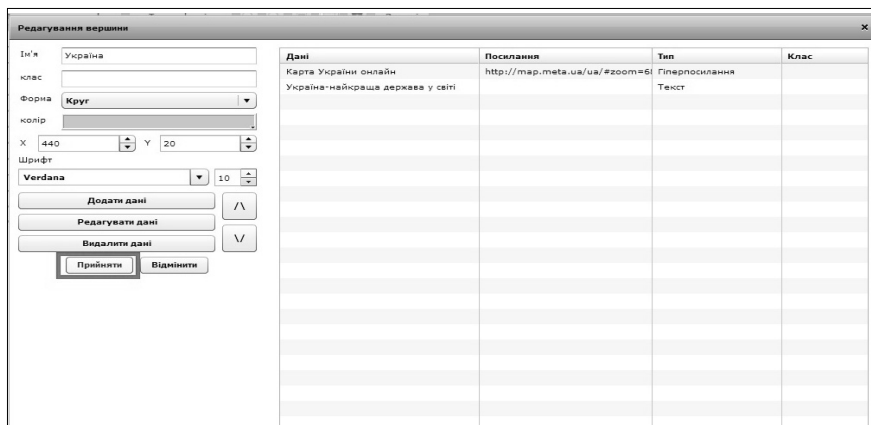 Редагування вершини
Ім'я Україна
клас
Форма Круг
колір
X 440 Y 20
Шрифт
Verdana 10
Додати дані /\
Редагувати дані
Видалити дані \/
Прийняти Відмінити
Дані Посилання Тип Клас
Карта України онлайн http://map.meta.ua/ua/#zoom=6 Гіперпосилання
Україна-найкраща держава у світі Текст